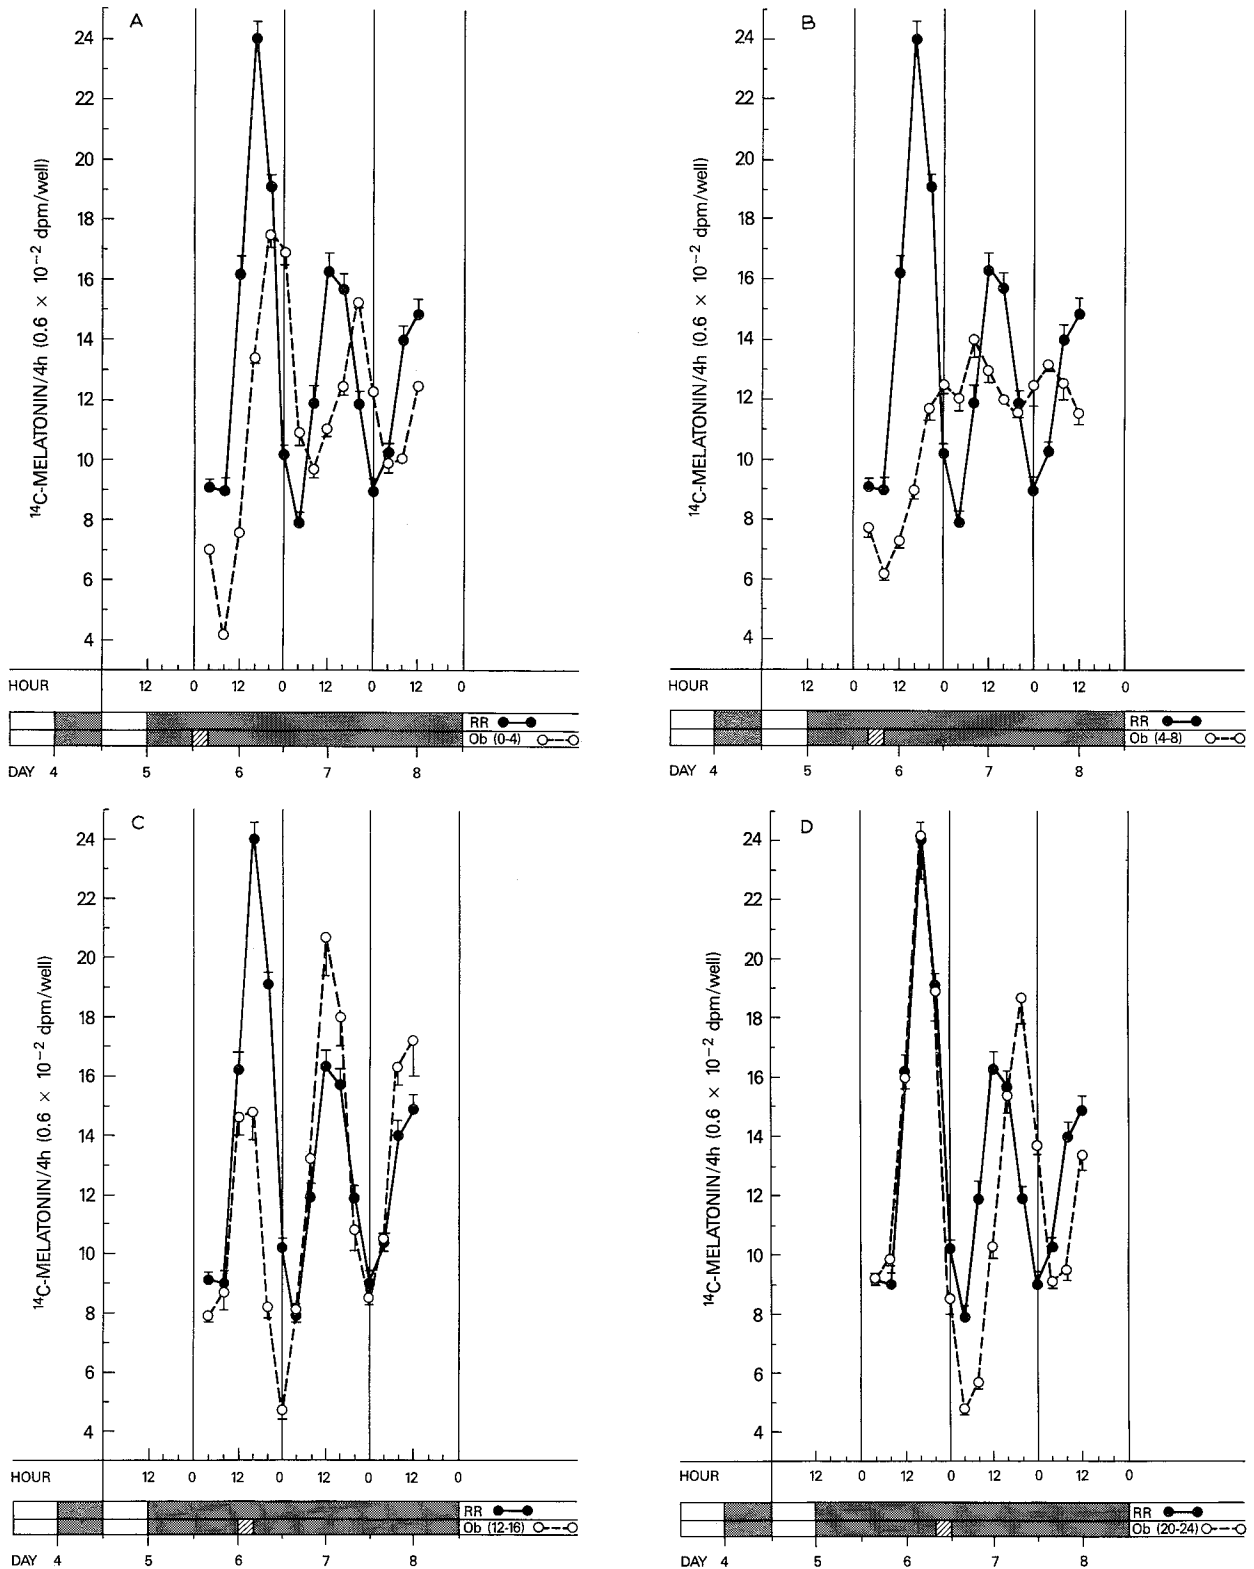 A
24
22
20
18
16
14
12
10
8
6
4
¹⁴C-MELATONIN/4h (0.6 × 10⁻² dpm/well)
HOUR 12 0 12 0 12 0 12 0
RR
Ob (0-4)
DAY 4 5 6 7 8
B
24
22
20
18
16
14
12
10
8
6
4
¹⁴C-MELATONIN/4h (0.6 × 10⁻² dpm/well)
HOUR 12 0 12 0 12 0 12 0
RR
Ob (4-8)
DAY 4 5 6 7 8
C
24
22
20
18
16
14
12
10
8
6
4
¹⁴C-MELATONIN/4h (0.6 × 10⁻² dpm/well)
HOUR 12 0 12 0 12 0 12 0
RR
Ob (12-16)
DAY 4 5 6 7 8
D
24
22
20
18
16
14
12
10
8
6
4
¹⁴C-MELATONIN/4h (0.6 × 10⁻² dpm/well)
HOUR 12 0 12 0 12 0 12 0
RR
Ob (20-24)
DAY 4 5 6 7 8